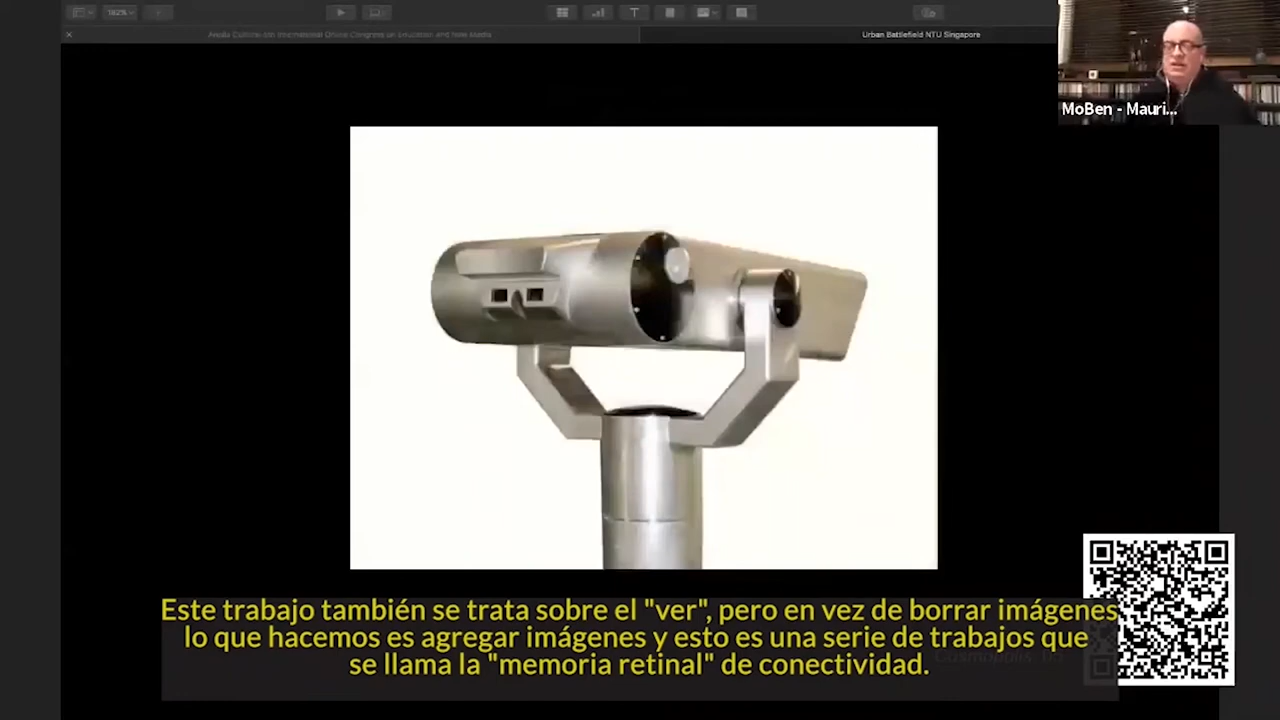 182%
T
Urban Battlefield NTU Singapore
MoBen - Mauri...
Este trabajo también se trata sobre el "ver", pero en vez de borrar imágenes
lo que hacemos es agregar imágenes y esto es una serie de trabajos que
se llama la "memoria retinal" de conectividad.